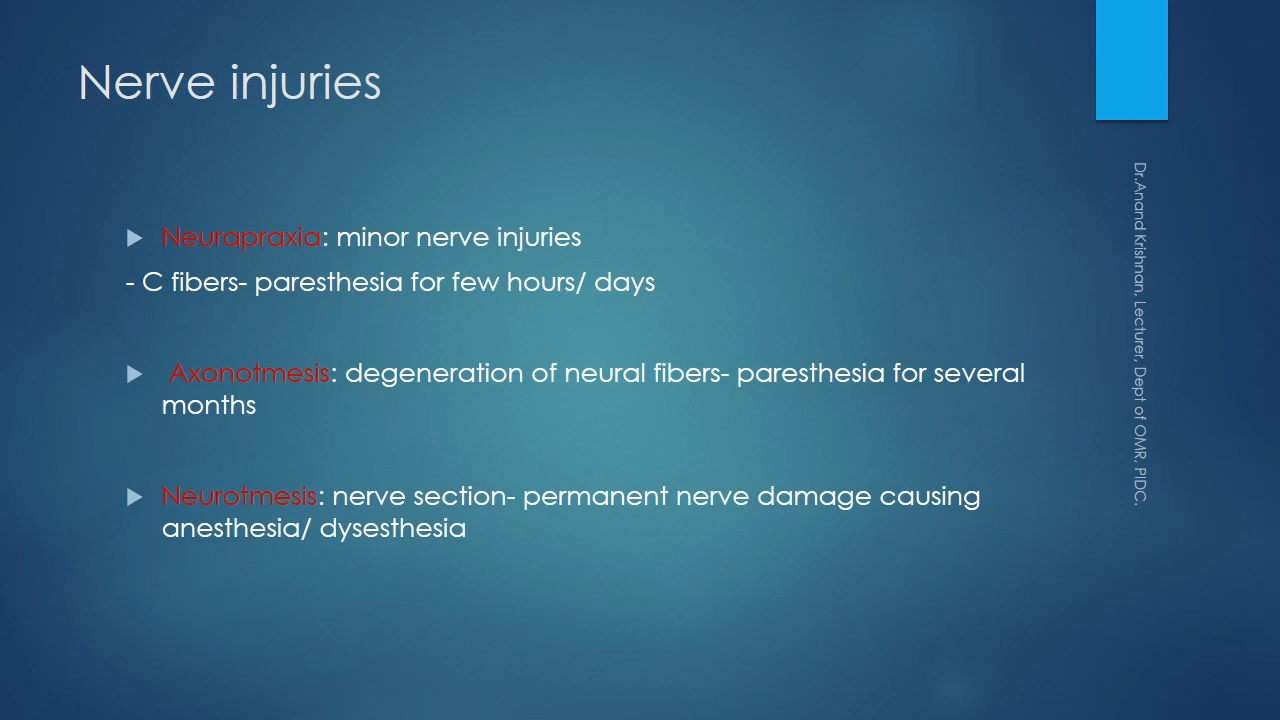 Nerve injuries
Neurapraxia: minor nerve injuries
- C fibers- paresthesia for few hours/ days
Axonotmesis: degeneration of neural fibers- paresthesia for several
months
Neurotmesis: nerve section- permanent nerve damage causing
anesthesia/ dysesthesia
Dr.Anand Krishnan, Lecturer, Dept of OMR, PIDC.